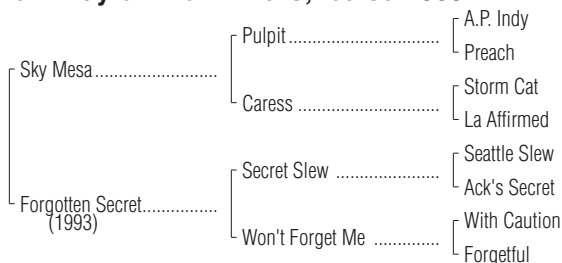 A.P. Indy
Pulpit
Preach
Sky Mesa
Storm Cat
Caress
La Affirmed
Seattle Slew
Secret Slew
Ack's Secret
Forgotten Secret
(1993)
With Caution
Won't Forget Me
Forgetful